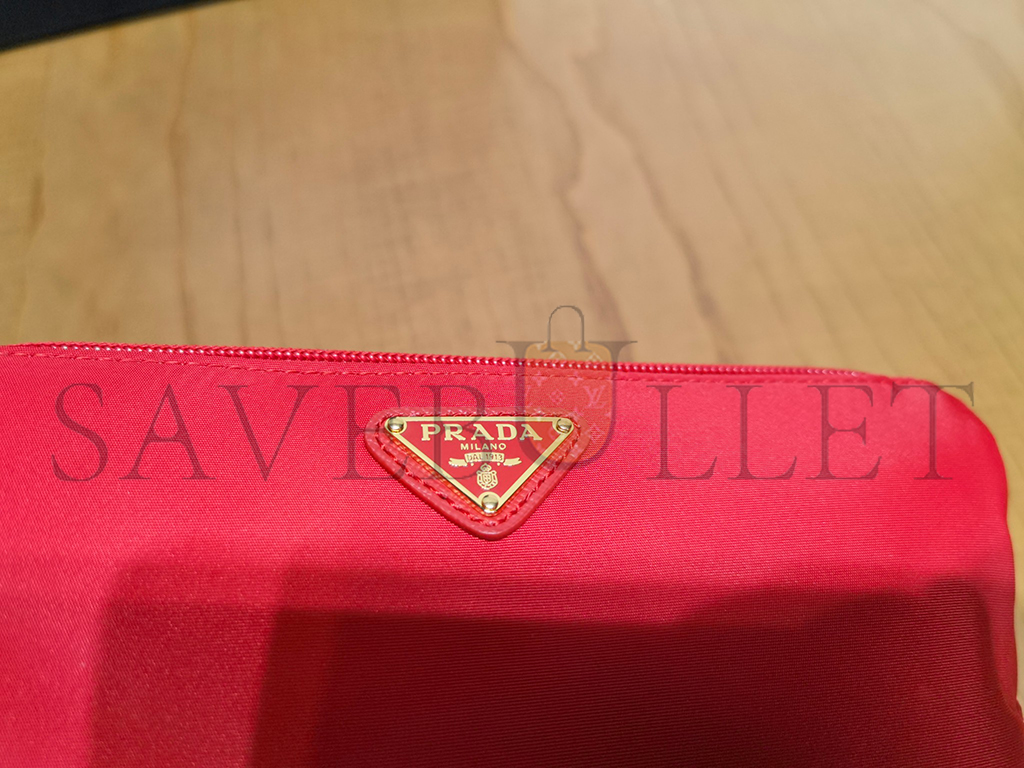 SAVEBULLET
PRADA
MILANO
DAL 1913